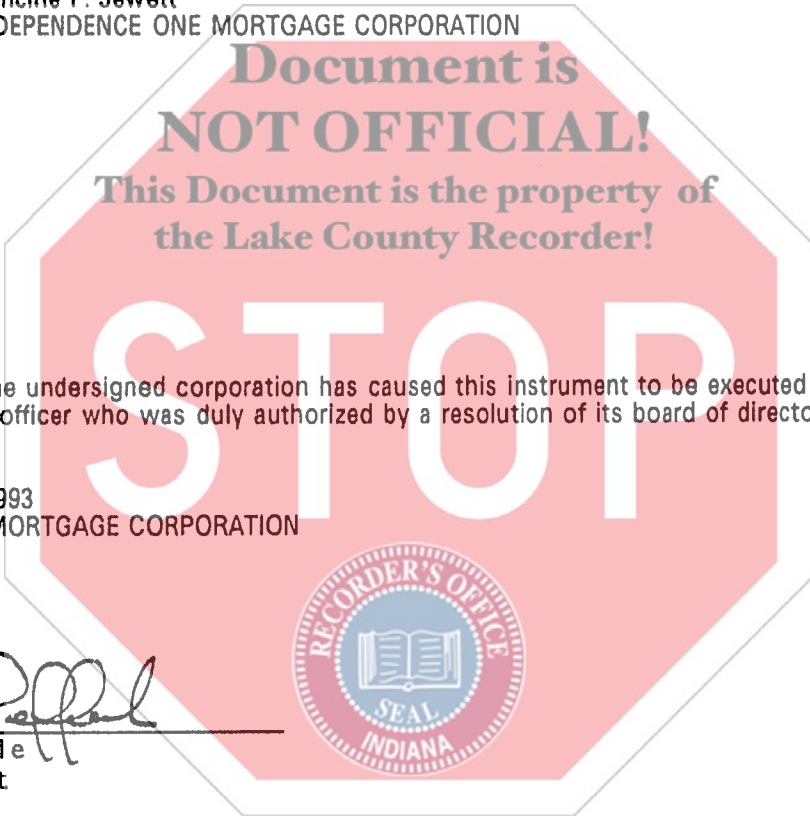 Jewett
DEPENDENCE ONE MORTGAGE CORPORATION
Document is
NOT OFFICIAL!
This Document is the property of
the Lake County Recorder!
STOP
e undersigned corporation has caused this instrument to be executed
officer who was duly authorized by a resolution of its board of directo
993
MORTGAGE CORPORATION
RECORDER'S OFFICE
SEAL
INDIANA
le
t